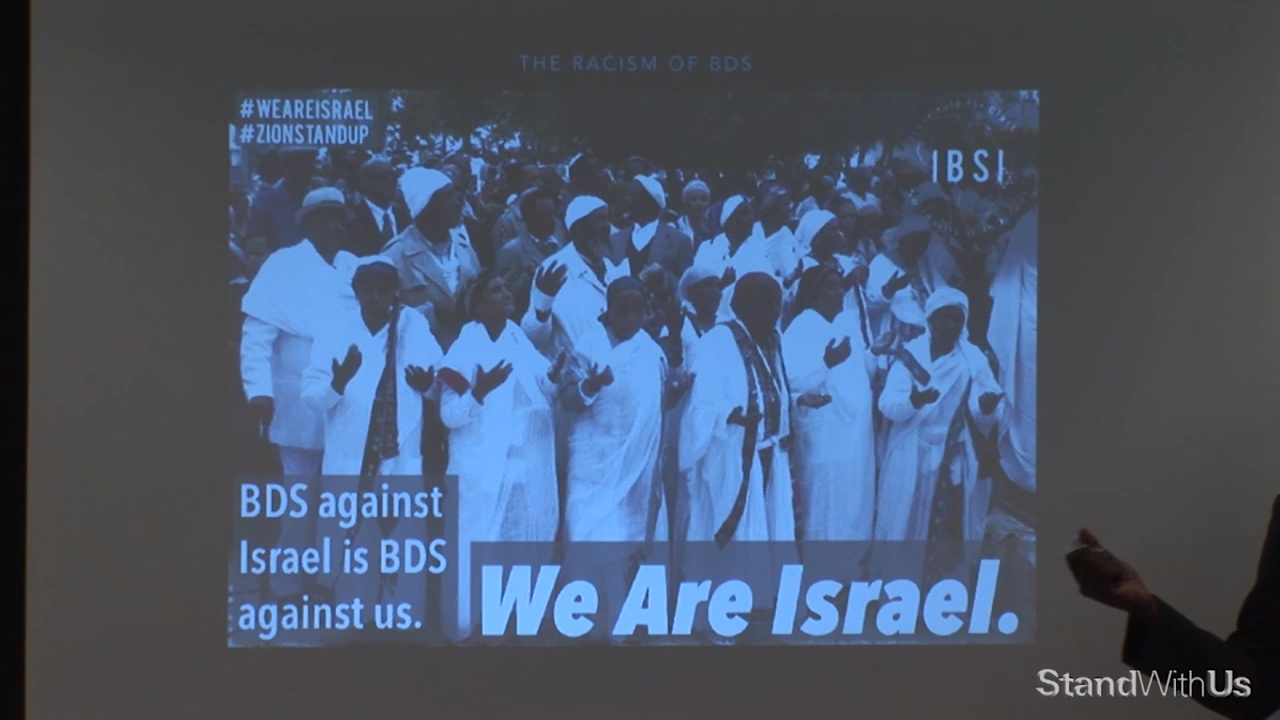 THE RACISM OF BDS
#WEAREISRAEL
#ZIONSTANDUP
IBSI
BDS against
Israel is BDS
against us.
We Are Israel.
StandWithUs